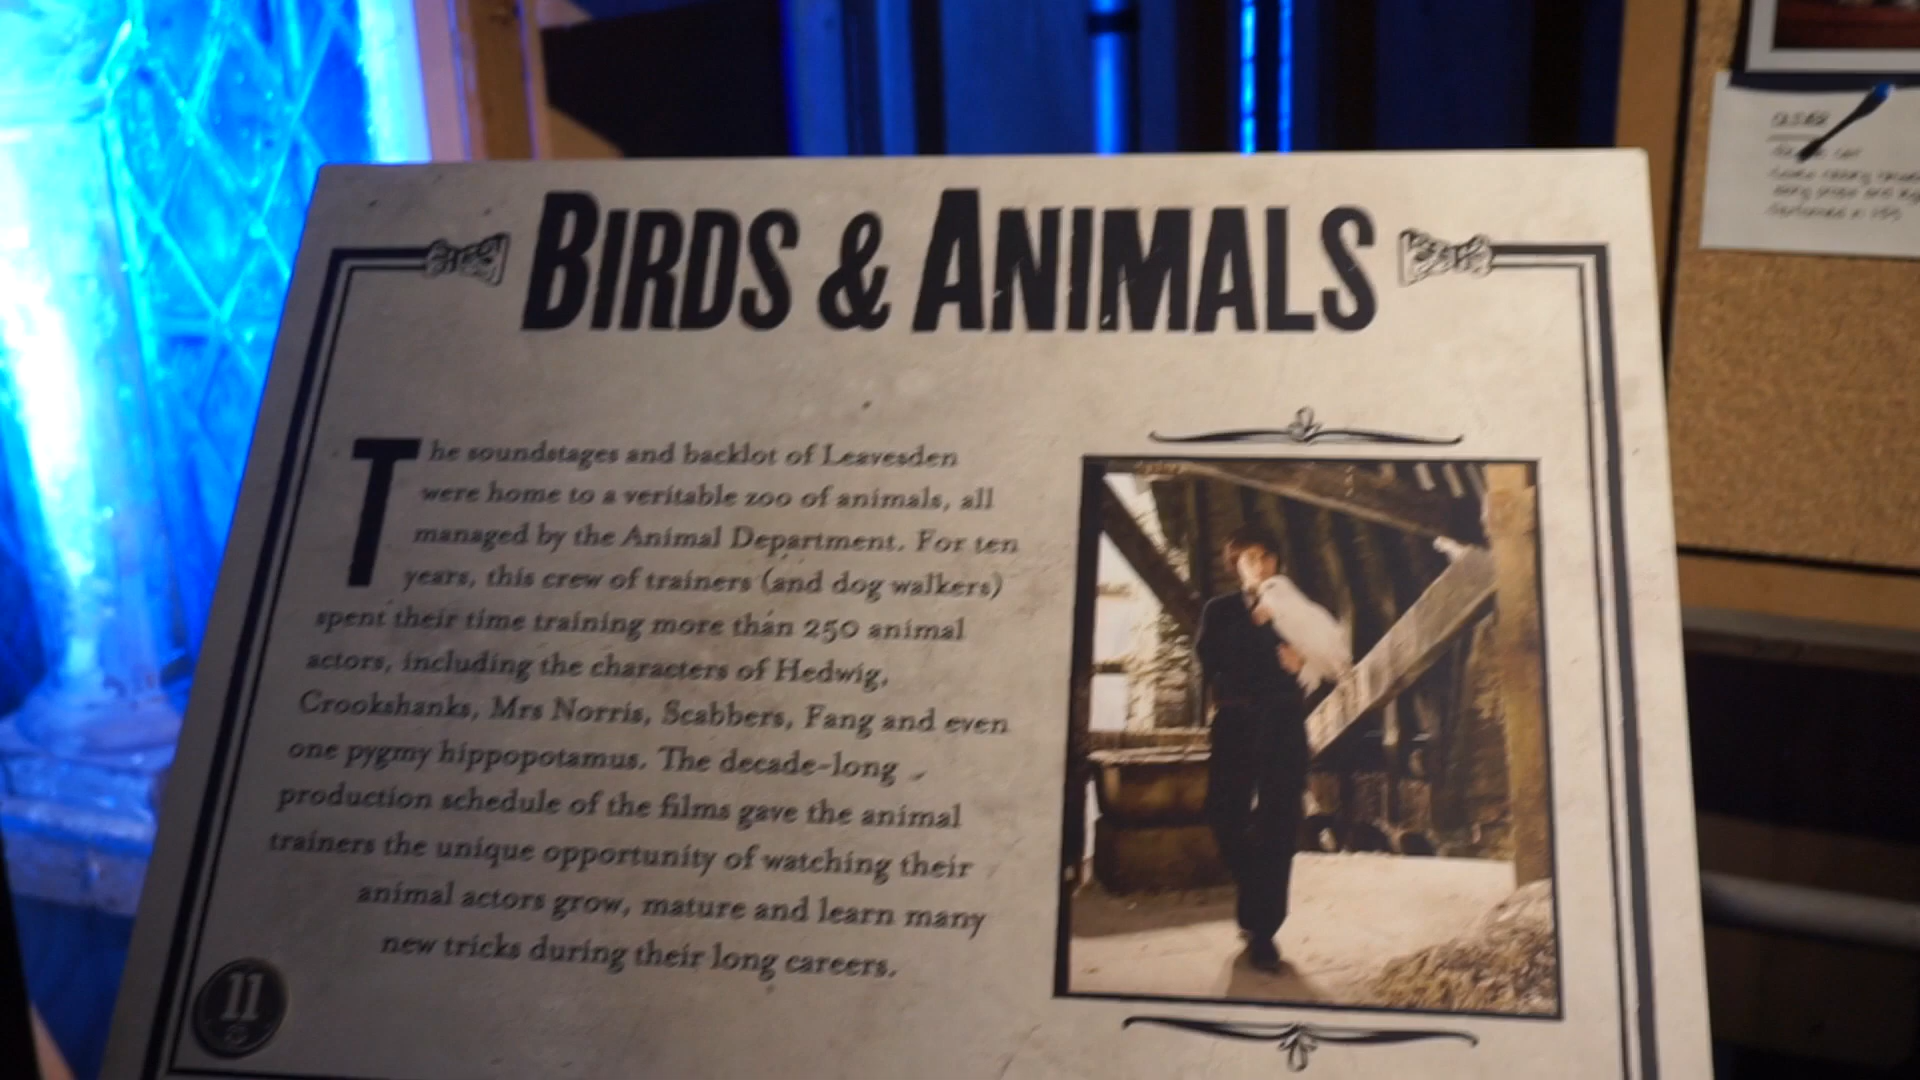 BIRDS & ANIMALS
The soundstages and backlot of Leavesden
were home to a veritable zoo of animals, all
managed by the Animal Department. For ten
years, this crew of trainers (and dog walkers)
spent their time training more than 250 animal
actors, including the characters of Hedwig,
Crookshanks, Mrs Norris, Scabbers, Fang and even
one pygmy hippopotamus. The decade-long
production schedule of the films gave the animal
trainers the unique opportunity of watching their
animal actors grow, mature and learn many
new tricks during their long careers.
11